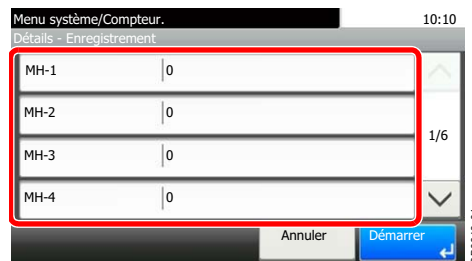 Menu système/Compteur. 10:10
Détails - Enregistrement
MH-1 0
MH-2 0
1/6
MH-3 0
MH-4 0
Annuler Démarrer